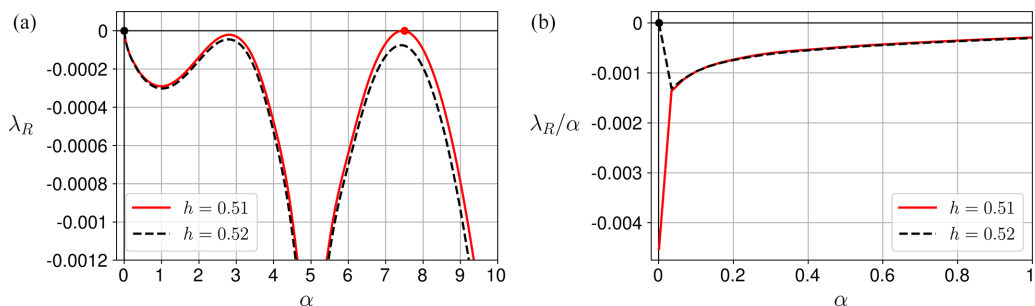 (a)
λ_R
0
-0.0002
-0.0004
-0.0006
-0.0008
-0.001
-0.0012
h = 0.51
h = 0.52
0 1 2 3 4 5 6 7 8 9 10
α
(b)
λ_R/α
0
-0.001
-0.002
-0.003
-0.004
h = 0.51
h = 0.52
0 0.2 0.4 0.6 0.8 1
α